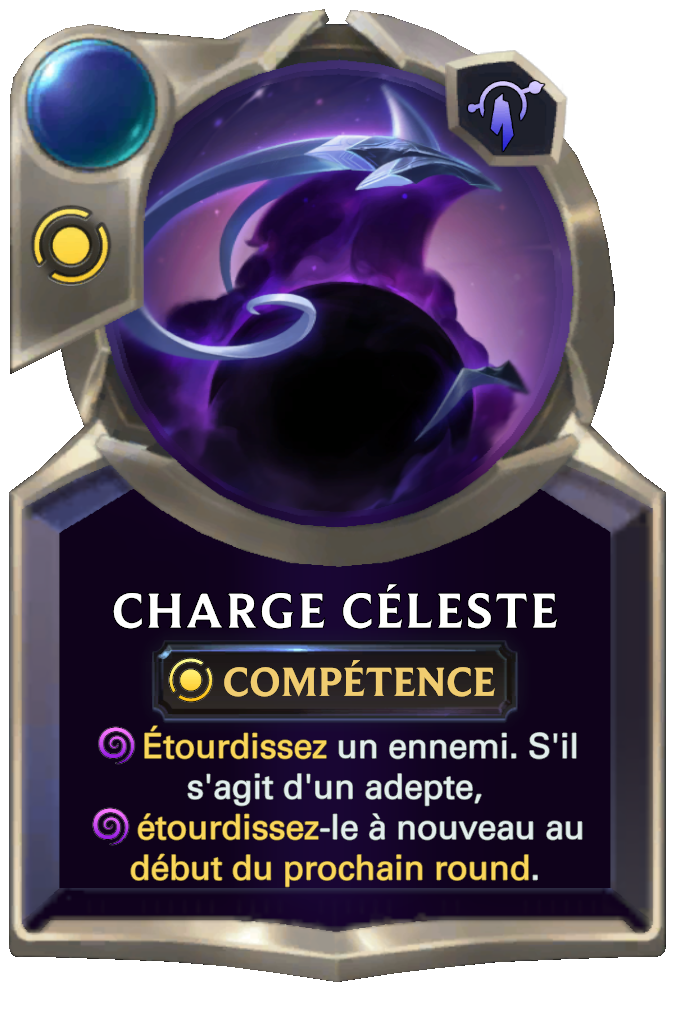 CHARGE CÉLESTE
COMPÉTENCE
Étourdissez un ennemi. S'il
s'agit d'un adepte,
étourdissez-le à nouveau au
début du prochain round.